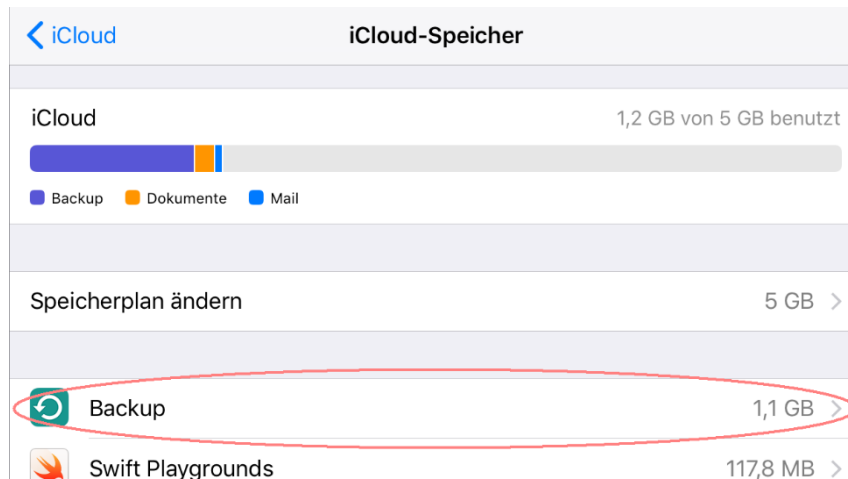 iCloud
iCloud-Speicher
iCloud
1,2 GB von 5 GB benutzt
Backup Dokumente Mail
Speicherplan ändern 5 GB
Backup 1,1 GB
Swift Playgrounds 117,8 MB